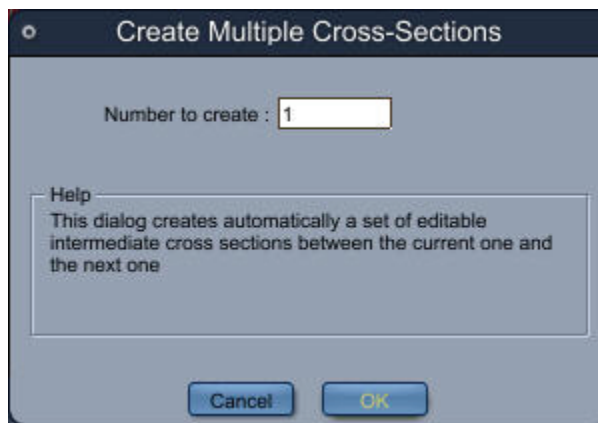 Create Multiple Cross-Sections
Number to create : 1
Help
This dialog creates automatically a set of editable
intermediate cross sections between the current one and
the next one
Cancel OK